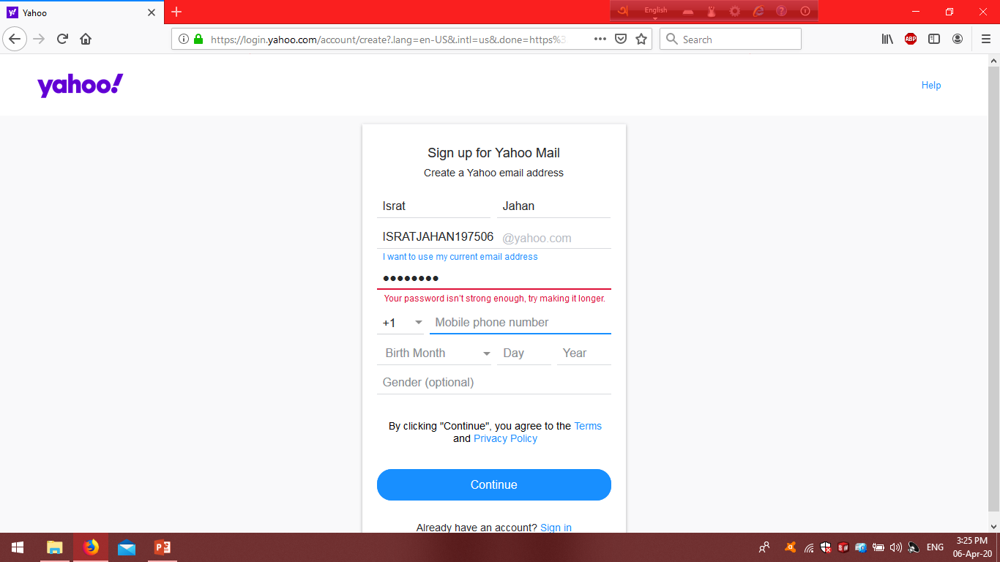 Yahoo
English
https://login.yahoo.com/account/create?.lang=en-US&.intl=us&.done=https%3
Search
ABP
yahoo!
Help
Sign up for Yahoo Mail
Create a Yahoo email address
Israt Jahan
ISRATJAHAN197506 @yahoo.com
I want to use my current email address
Your password isn't strong enough, try making it longer.
+1 Mobile phone number
Birth Month Day Year
Gender (optional)
By clicking "Continue", you agree to the Terms
and Privacy Policy
Continue
Already have an account? Sign in
ENG
3:25 PM
06-Apr-20